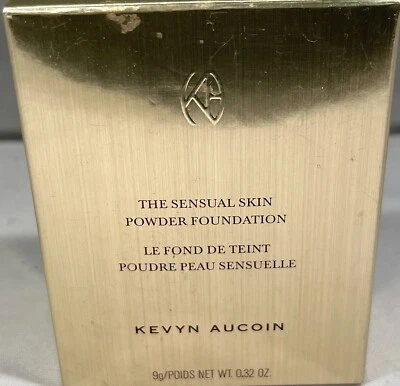 THE SENSUAL SKIN
POWDER FOUNDATION
LE FOND DE TEINT
POUDRE PEAU SENSUELLE
KEVYN AUCOIN
9g/POIDS NET WT. 0.32 OZ.